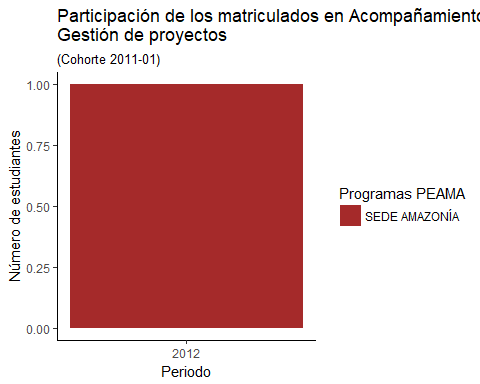 Participación de los matriculados en Acompañamiento
Gestión de proyectos
(Cohorte 2011-01)
Número de estudiantes
1.00
0.75
0.50
0.25
0.00
2012
Periodo
Programas PEAMA
SEDE AMAZONÍA